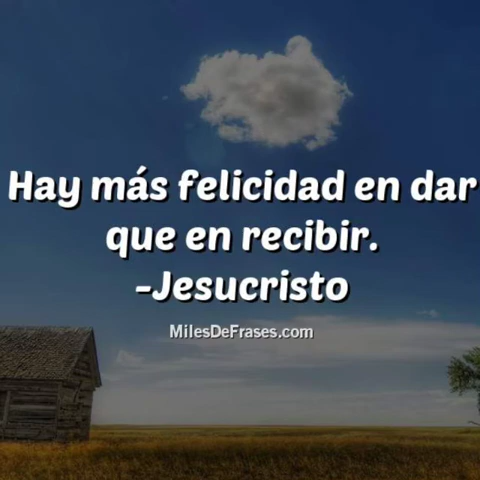 Hay más felicidad en dar
que en recibir.
-Jesucristo
MilesDeFrases.com